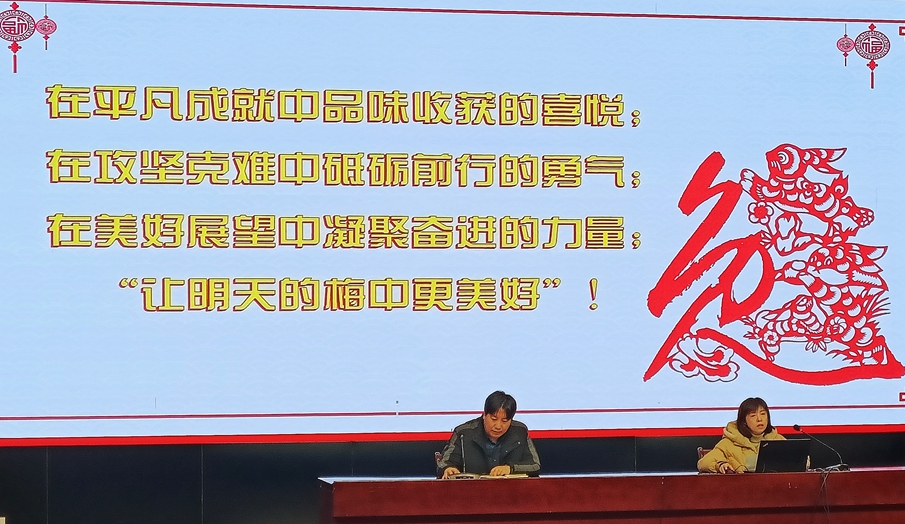 在平凡成就中品味收获的喜悦；
在攻坚克难中砥砺前行的勇气；
在美好展望中凝聚奋进的力量；
“让明天的梅中更美好”！
兔
福